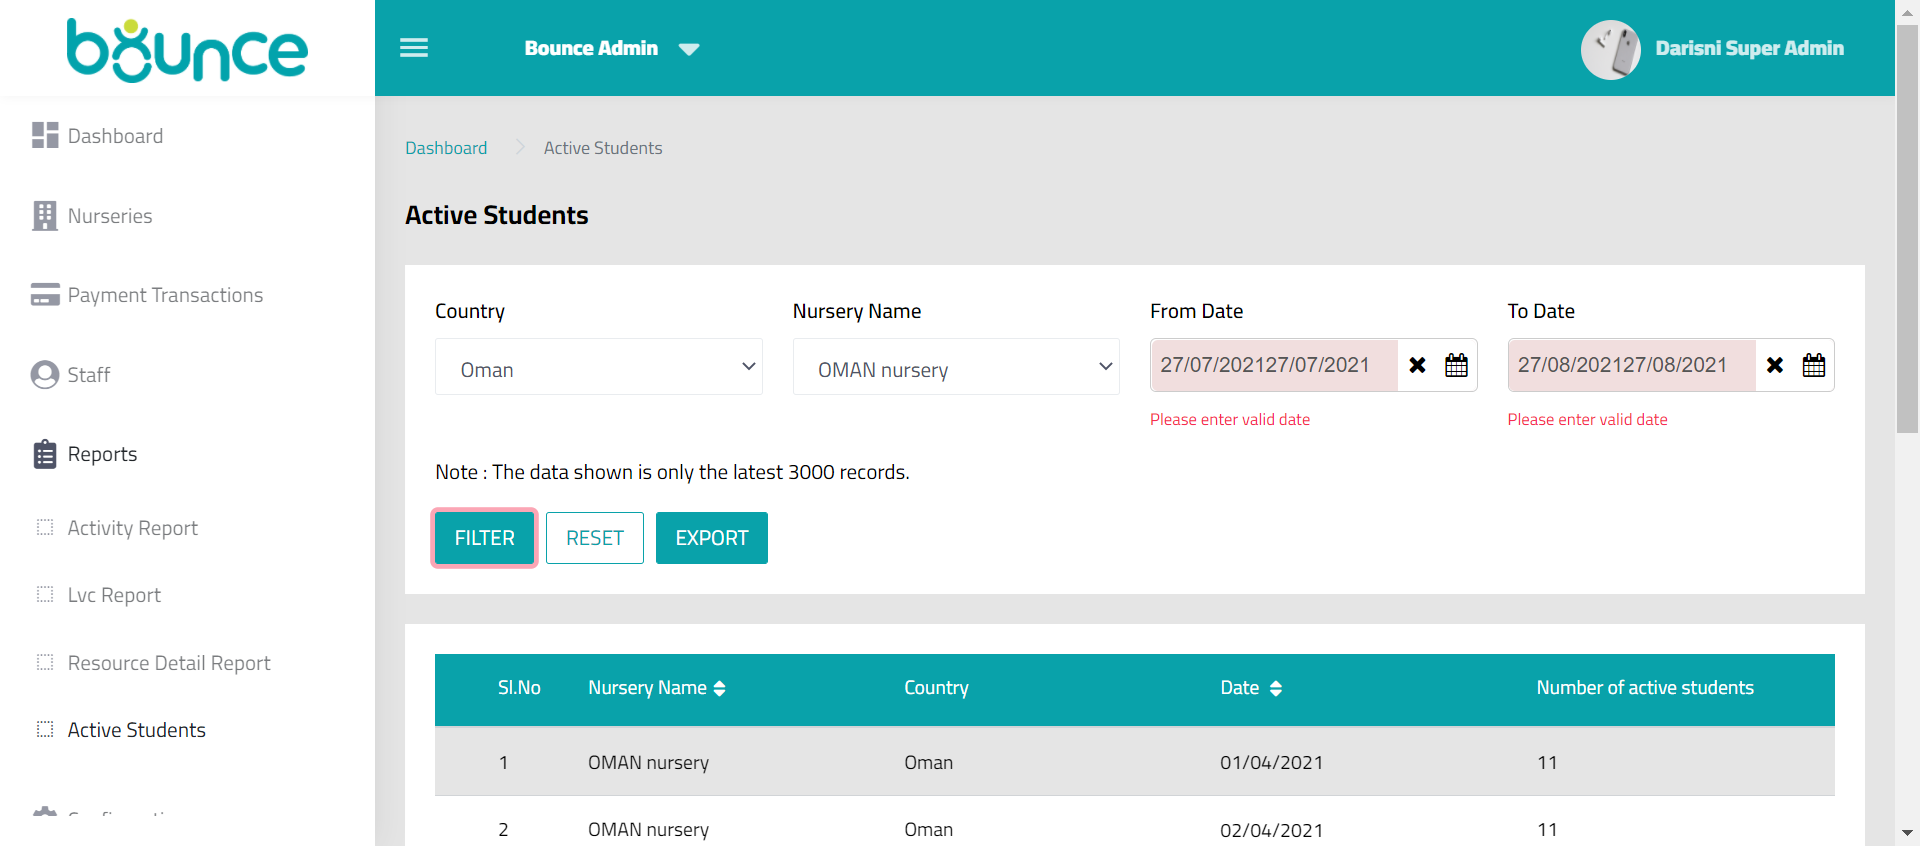 bounce
Bounce Admin
Darisni Super Admin
Dashboard
Nurseries
Payment Transactions
Staff
Reports
Activity Report
Lvc Report
Resource Detail Report
Active Students
Dashboard Active Students
Active Students
Country Nursery Name From Date To Date
Oman OMAN nursery 27/07/202127/07/2021 27/08/202127/08/2021
Please enter valid date Please enter valid date
Note : The data shown is only the latest 3000 records.
FILTER RESET EXPORT
Sl.No Nursery Name Country Date Number of active students
1 OMAN nursery Oman 01/04/2021 11
2 OMAN nursery Oman 02/04/2021 11